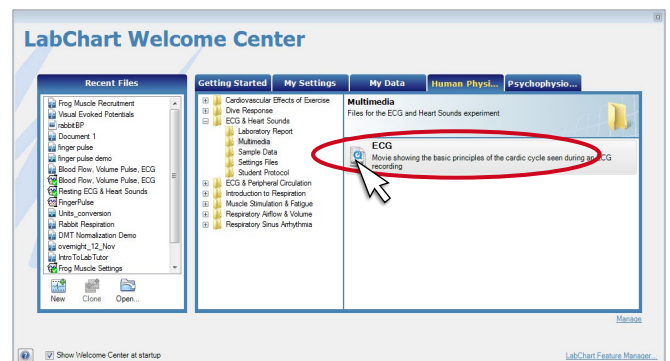 LabChart Welcome Center
Recent Files
Frog Muscle Recruitment
Visual Evoked Potentials
rabbitBP
Document 1
finger pulse
finger pulse demo
Blood Flow, Volume Pulse, ECG
Blood Flow, Volume Pulse, ECG
Resting ECG & Heart Sounds
FingerPulse
Units_conversion
Rabbit Respiration
DMT Normalization Demo
overnight_12_Nov
IntroToLabTutor
Frog Muscle Settings
New Clone Open...
Getting Started My Settings My Data Human Physi... Psychophysio...
Cardiovascular Effects of Exercise
Dive Response
ECG & Heart Sounds
Laboratory Report
Multimedia
Sample Data
Settings Files
Student Protocol
ECG & Peripheral Circulation
Introduction to Respiration
Muscle Stimulation & Fatigue
Respiratory Airflow & Volume
Respiratory Sinus Arrhythmia
Multimedia
Files for the ECG and Heart Sounds experiment
ECG
Movie showing the basic principles of the cardic cycle seen during an ECG
recording
Manage
Show Welcome Center at startup
LabChart Feature Manager...